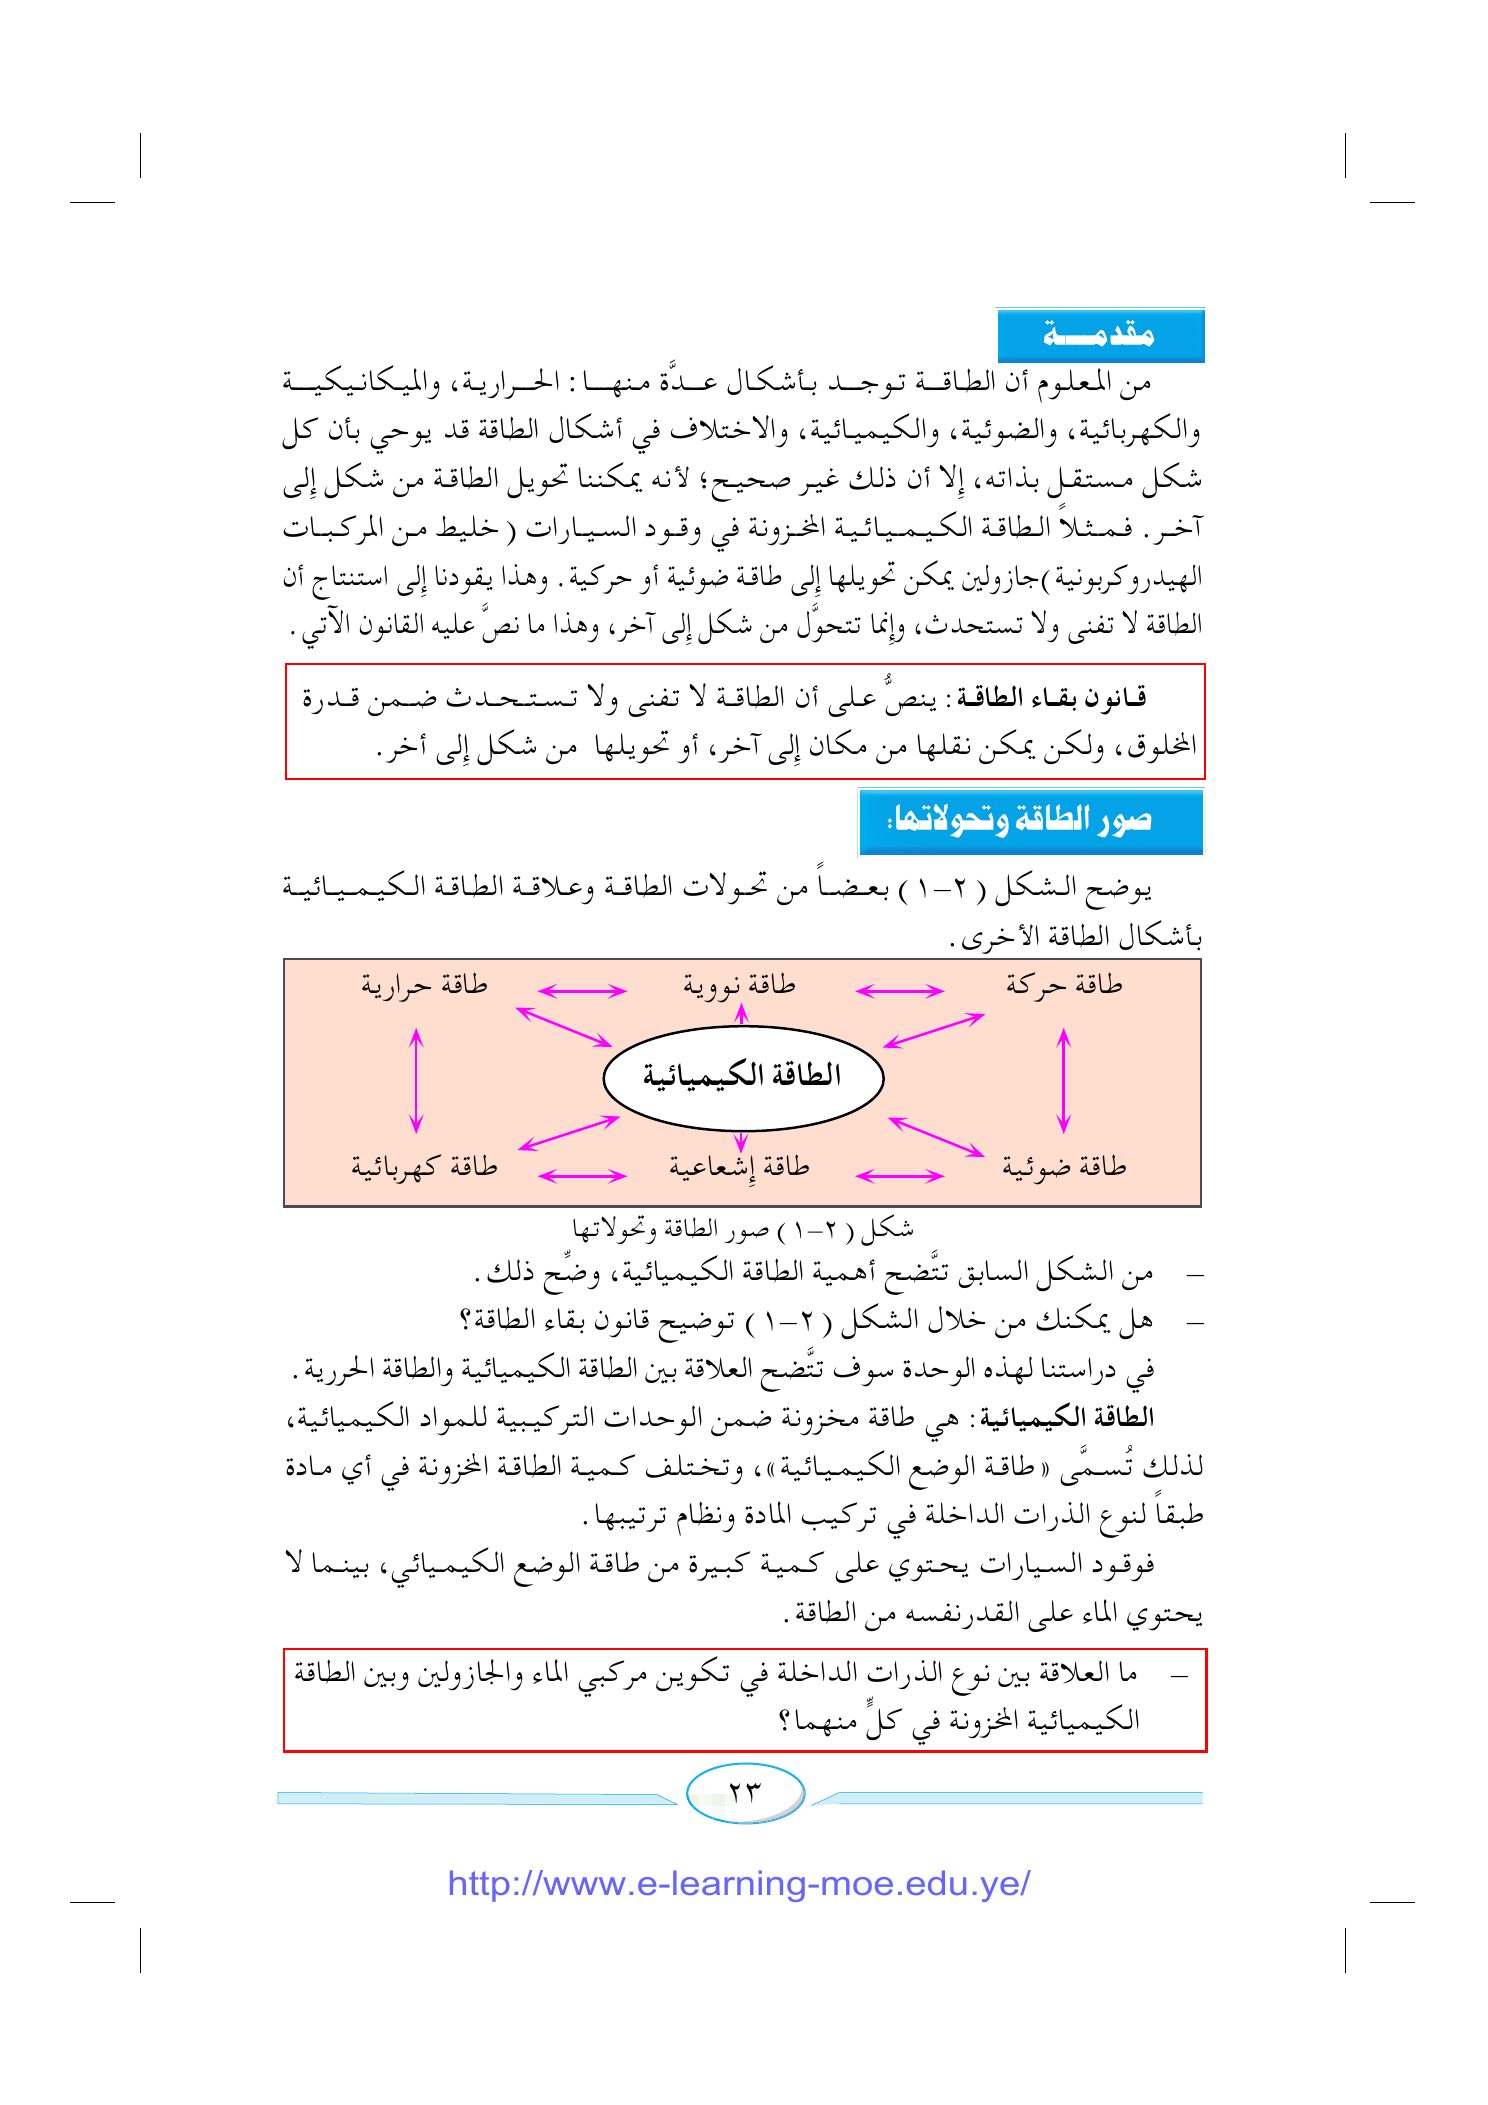 مقدمـــة
من المعلوم أن الطاقة توجد بأشكال عدَّة منها: الحرارية، والميكانيكية
والكهربائية، والضوئية، والكيميائية، والاختلاف في أشكال الطاقة قد يوحي بأن كل
شكل مستقل بذاته، إلا أن ذلك غير صحيح؛ لأنه يمكننا تحويل الطاقة من شكل إلى
آخر. فمثلاً الطاقة الكيميائية المخزونة في وقود السيارات ( خليط من المركبات
الهيدروكربونية)جازولين يمكن تحويلها إلى طاقة ضوئية أو حركية. وهذا يقودنا إلى استنتاج أن
الطاقة لا تفنى ولا تستحدث، وإنما تتحوَّل من شكل إلى آخر، وهذا ما نصَّ عليه القانون الآتي.
قانون بقاء الطاقة: ينصُّ على أن الطاقة لا تفنى ولا تستحدث ضمن قدرة
المخلوق، ولكن يمكن نقلها من مكان إلى آخر، أو تحويلها من شكل إلى أخر.
صور الطاقة وتحولاتها:
يوضح الشكل ( ٢-١ ) بعضاً من تحولات الطاقة وعلاقة الطاقة الكيميائية
بأشكال الطاقة الأخرى.
طاقة حركة طاقة نووية طاقة حرارية
الطاقة الكيميائية
طاقة ضوئية طاقة إشعاعية طاقة كهربائية
شكل ( ٢-١ ) صور الطاقة وتحولاتها
– من الشكل السابق تتَّضح أهمية الطاقة الكيميائية، وضِّح ذلك.
– هل يمكنك من خلال الشكل ( ٢-١ ) توضيح قانون بقاء الطاقة؟
في دراستنا لهذه الوحدة سوف تتَّضح العلاقة بين الطاقة الكيميائية والطاقة الحررية.
الطاقة الكيميائية: هي طاقة مخزونة ضمن الوحدات التركيبية للمواد الكيميائية،
لذلك تُسمَّى «طاقة الوضع الكيميائية»، وتختلف كمية الطاقة المخزونة في أي مادة
طبقاً لنوع الذرات الداخلة في تركيب المادة ونظام ترتيبها.
فوقود السيارات يحتوي على كمية كبيرة من طاقة الوضع الكيميائي، بينما لا
يحتوي الماء على القدرنفسه من الطاقة.
– ما العلاقة بين نوع الذرات الداخلة في تكوين مركبي الماء والجازولين وبين الطاقة
الكيميائية المخزونة في كلٍّ منهما؟
٢٣
http://www.e-learning-moe.edu.ye/